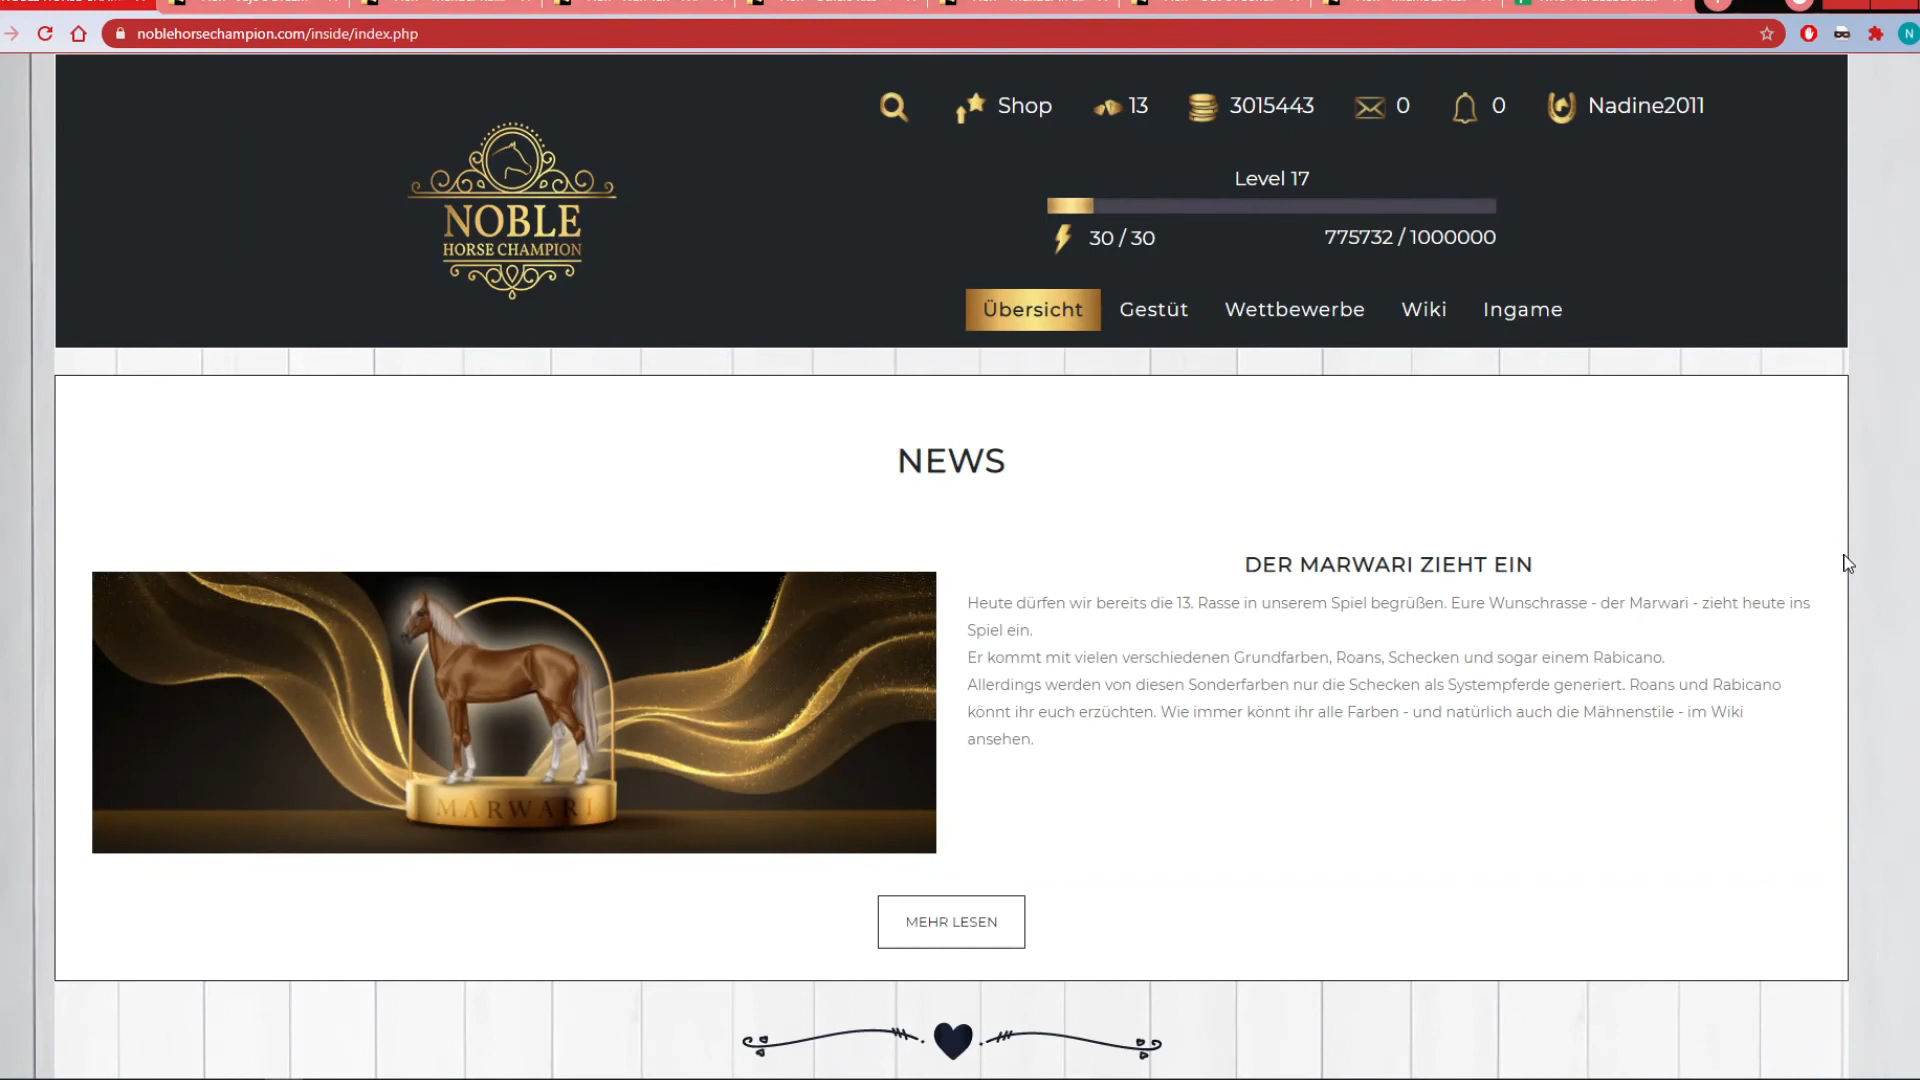 noblehorsechampion.com/inside/index.php
N
Shop 13 3015443 0 0 Nadine2011
NOBLE
HORSE CHAMPION
Level 17
30 / 30 775732 / 1000000
Übersicht Gestüt Wettbewerbe Wiki Ingame
NEWS
DER MARWARI ZIEHT EIN
Heute dürfen wir bereits die 13. Rasse in unserem Spiel begrüßen. Eure Wunschrasse - der Marwari - zieht heute ins
Spiel ein.
Er kommt mit vielen verschiedenen Grundfarben, Roans, Schecken und sogar einem Rabicano.
Allerdings werden von diesen Sonderfarben nur die Schecken als Systempferde generiert. Roans und Rabicano
könnt ihr euch erzüchten. Wie immer könnt ihr alle Farben - und natürlich auch die Mähnenstile - im Wiki
ansehen.
MARWARI
MEHR LESEN